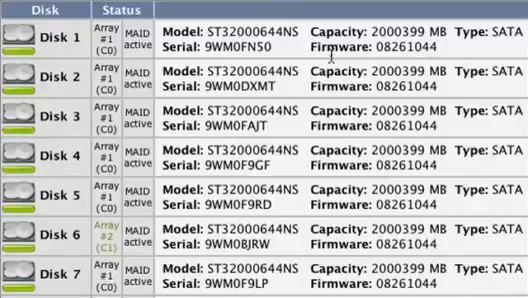 Disk Status
Disk 1 Array #1 (C0) MAID active Model: ST32000644NS Capacity: 2000399 MB Type: SATA
Serial: 9WM0FN50 Firmware: 08261044
Disk 2 Array #1 (C0) MAID active Model: ST32000644NS Capacity: 2000399 MB Type: SATA
Serial: 9WM0DXMT Firmware: 08261044
Disk 3 Array #1 (C0) MAID active Model: ST32000644NS Capacity: 2000399 MB Type: SATA
Serial: 9WM0FAJT Firmware: 08261044
Disk 4 Array #1 (C0) MAID active Model: ST32000644NS Capacity: 2000399 MB Type: SATA
Serial: 9WM0F9GF Firmware: 08261044
Disk 5 Array #1 (C0) MAID active Model: ST32000644NS Capacity: 2000399 MB Type: SATA
Serial: 9WM0F9RD Firmware: 08261044
Disk 6 Array #2 (C1) MAID active Model: ST32000644NS Capacity: 2000399 MB Type: SATA
Serial: 9WM0BJRW Firmware: 08261044
Disk 7 Array #1 (C0) MAID active Model: ST32000644NS Capacity: 2000399 MB Type: SATA
Serial: 9WM0F9LP Firmware: 08261044